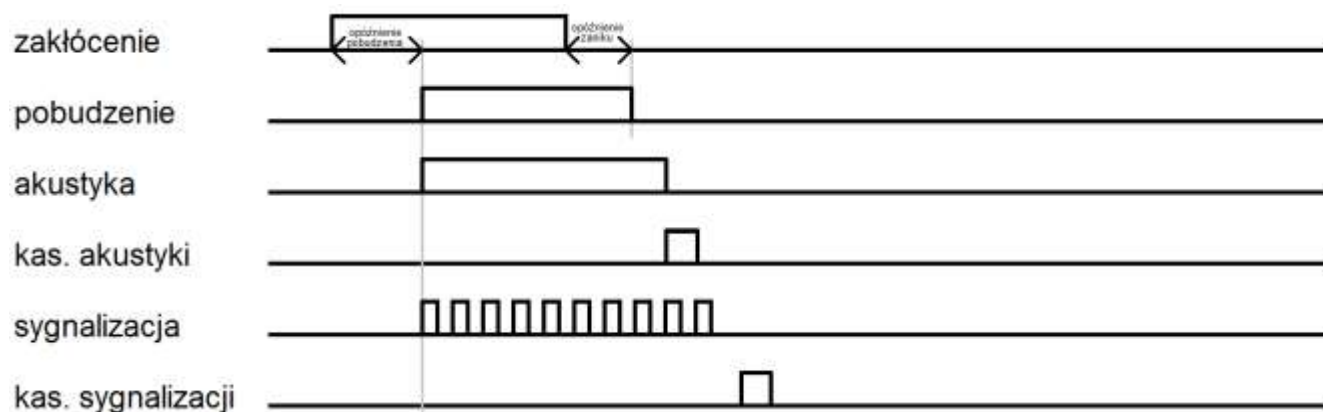 zakłócenie
opóźnienie
pobudzenia
opóźnienie
zaniku
pobudzenie
akustyka
kas. akustyki
sygnalizacja
kas. sygnalizacji